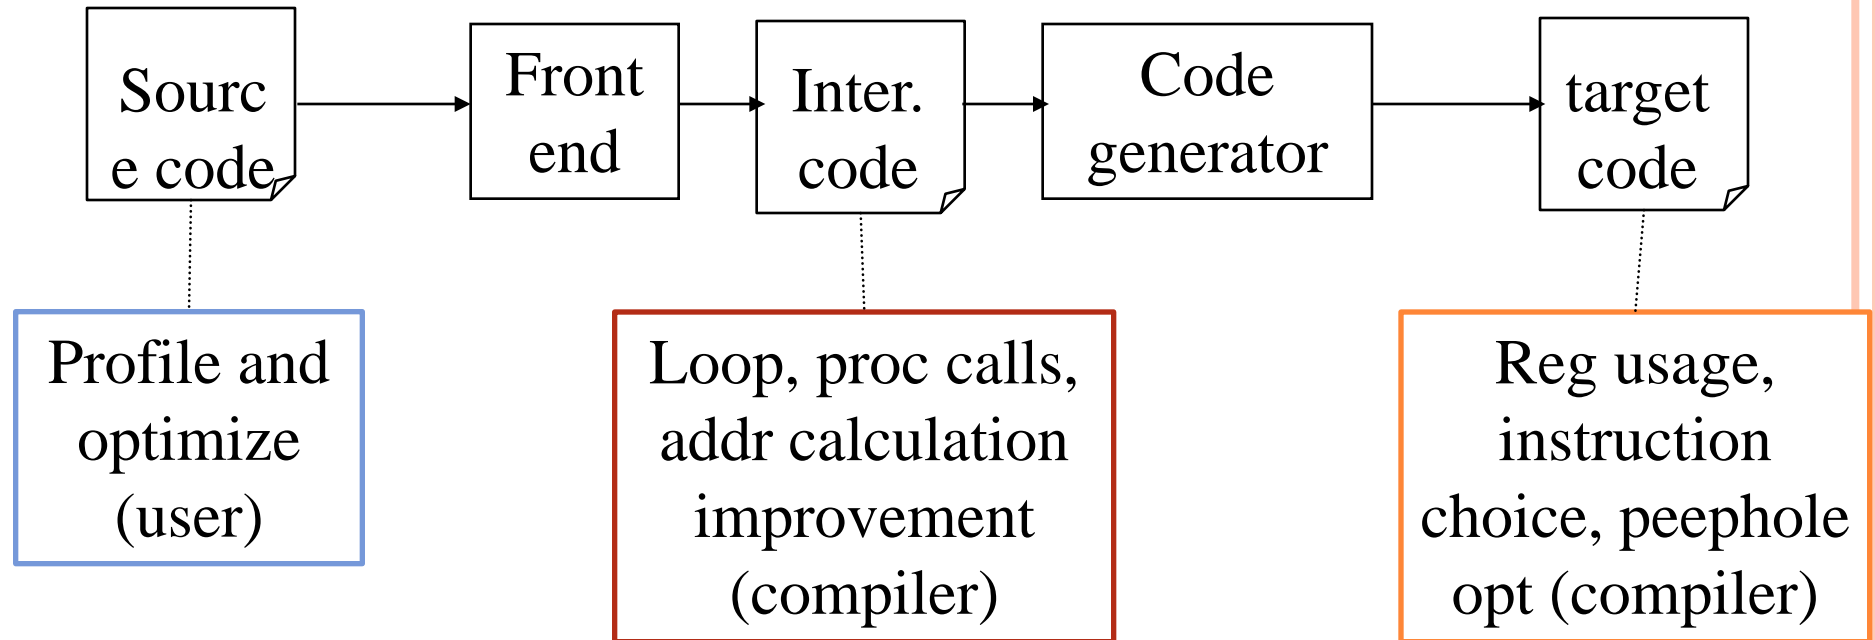 Sourc
e code
Front
end
Inter.
code
Code
generator
target
code
Profile and
optimize
(user)
Loop, proc calls,
addr calculation
improvement
(compiler)
Reg usage,
instruction
choice, peephole
opt (compiler)